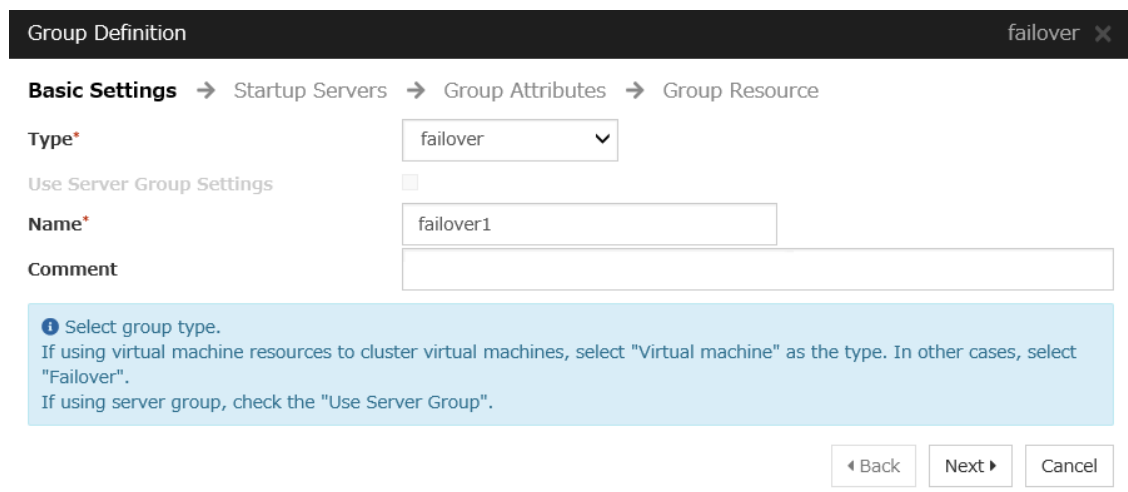 Group Definition failover ×
Basic Settings → Startup Servers → Group Attributes → Group Resource
Type* failover
Use Server Group Settings
Name* failover1
Comment
Select group type.
If using virtual machine resources to cluster virtual machines, select "Virtual machine" as the type. In other cases, select
"Failover".
If using server group, check the "Use Server Group".
Back Next Cancel